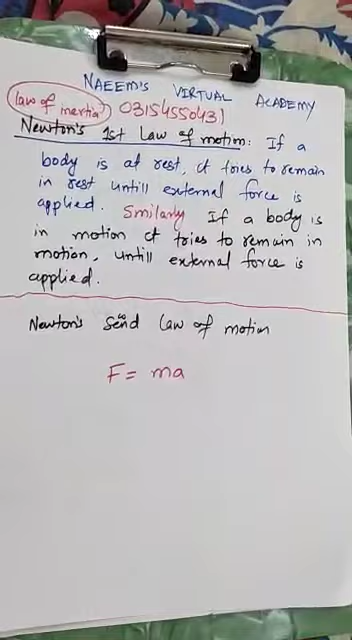 NAEEM'S VIRTUAL ACADEMY
law of inertia 03154550431
Newton's 1st Law of motion: If a
body is at rest, it tries to remain
in rest untill external force is
applied. Smilarly If a body is
in motion it tries to remain in
motion, untill external force is
applied.
Newton's Law of motion
F = ma